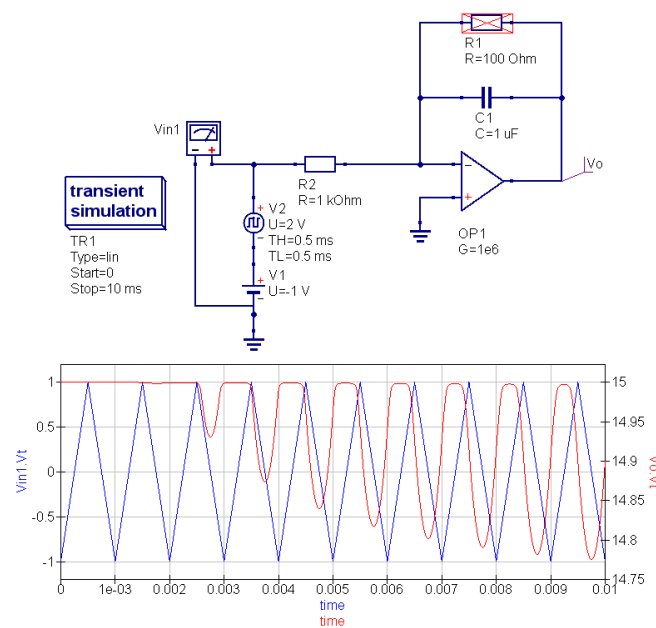 R1
R=100 Ohm
C1
C=1 uF
Vin1
R2
R=1 kOhm
Vo
OP1
G=1e6
transient
simulation
TR1
Type=lin
Start=0
Stop=10 ms
V2
U=2 V
TH=0.5 ms
TL=0.5 ms
V1
U=-1 V
1
0.5
0
-0.5
-1
Vin1.Vt
15
14.95
14.9
14.85
14.8
14.75
0
1e-03
0.002
0.003
0.004
0.005
0.006
0.007
0.008
0.009
0.01
time
time